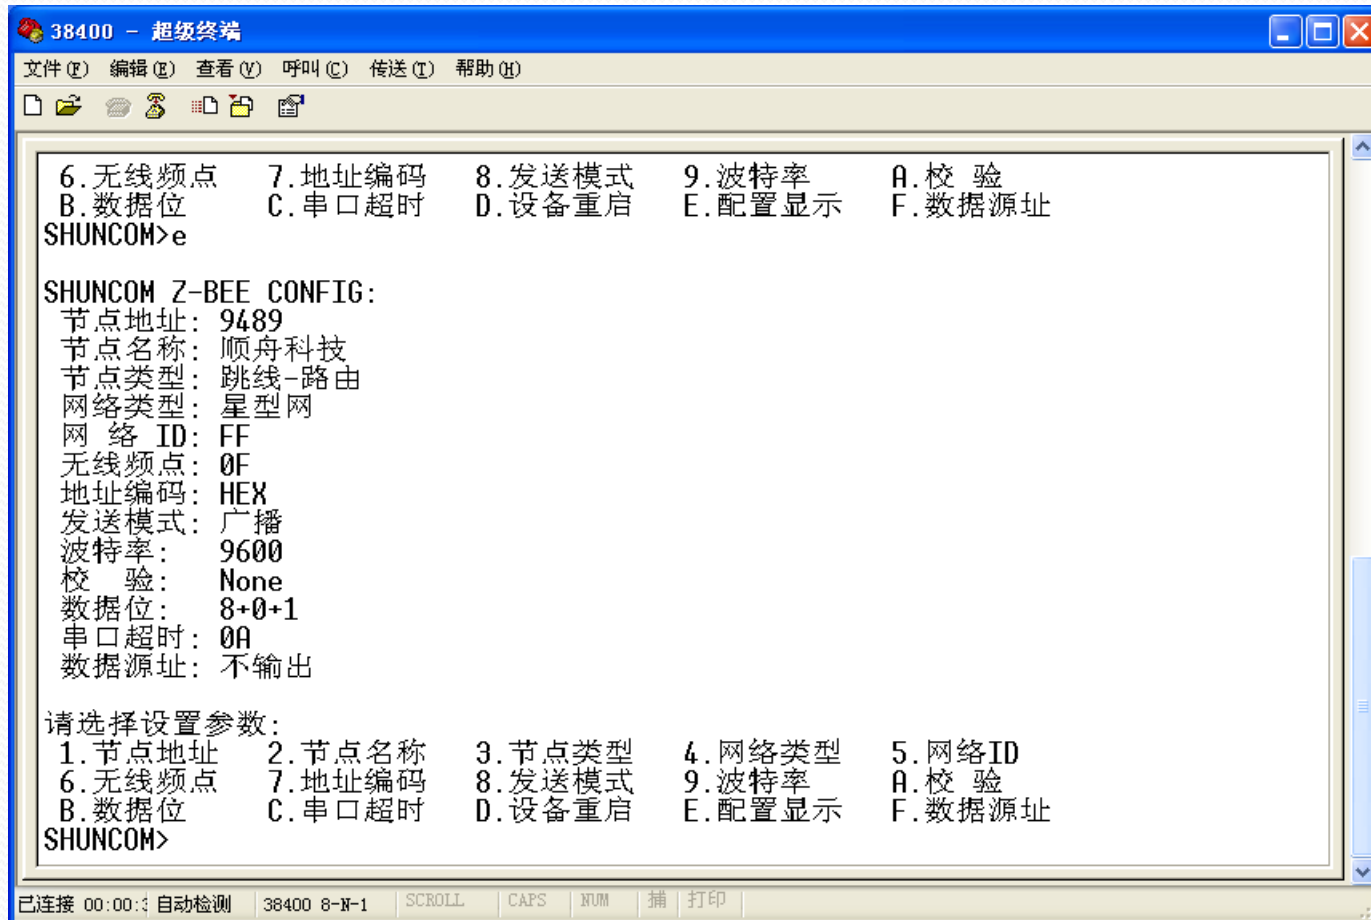 38400 - 超级终端
文件(F) 编辑(E) 查看(V) 呼叫(C) 传送(T) 帮助(H)
6.无线频点 7.地址编码 8.发送模式 9.波特率 A.校 验
B.数据位 C.串口超时 D.设备重启 E.配置显示 F.数据源址
SHUNCOM>e
SHUNCOM Z-BEE CONFIG:
节点地址: 9489
节点名称: 顺舟科技
节点类型: 跳线-路由
网络类型: 星型网
网 络 ID: FF
无线频点: 0F
地址编码: HEX
发送模式: 广播
波特率: 9600
校 验: None
数据位: 8+0+1
串口超时: 0A
数据源址: 不输出
请选择设置参数:
1.节点地址 2.节点名称 3.节点类型 4.网络类型 5.网络ID
6.无线频点 7.地址编码 8.发送模式 9.波特率 A.校 验
B.数据位 C.串口超时 D.设备重启 E.配置显示 F.数据源址
SHUNCOM>
已连接 00:00: 自动检测 38400 8-N-1 SCROLL CAPS NUM 捕 打印